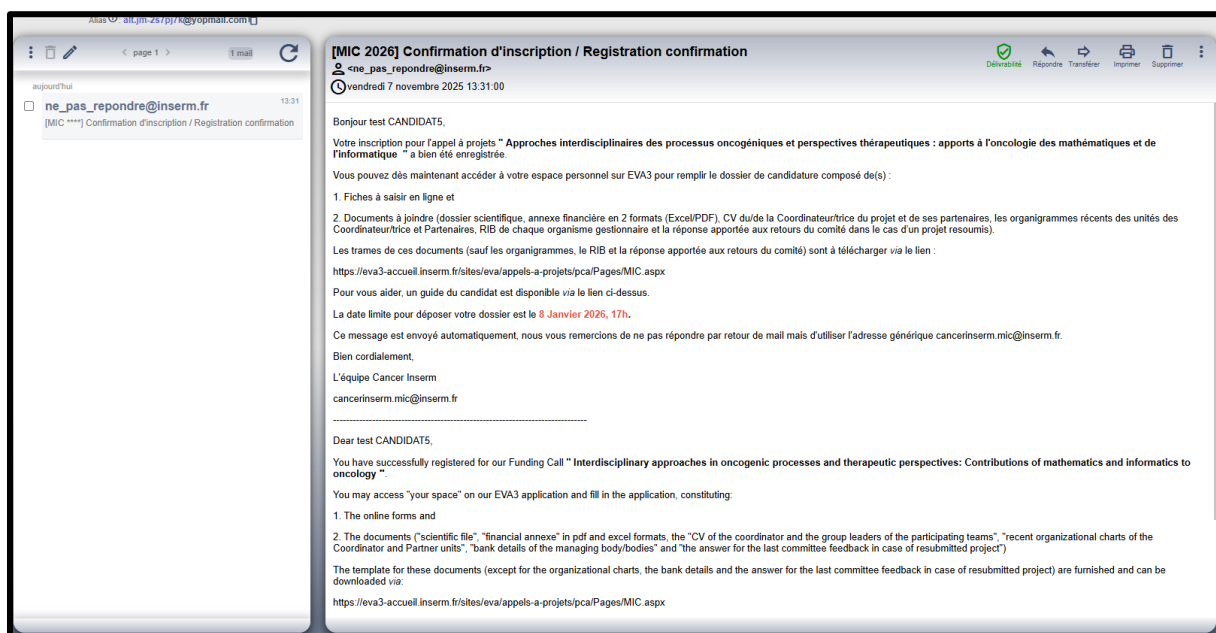 Alias : alt.jm-2s7pj7k@yopmail.com
< page 1 >
1 mail
aujourd'hui
ne_pas_repondre@inserm.fr
13:31
[MIC ****] Confirmation d'inscription / Registration confirmation
[MIC 2026] Confirmation d'inscription / Registration confirmation
<ne_pas_repondre@inserm.fr>
vendredi 7 novembre 2025 13:31:00
Délivrabilité Répondre Transférer Imprimer Supprimer
Bonjour test CANDIDAT5,
Votre inscription pour l'appel à projets " Approches interdisciplinaires des processus oncogéniques et perspectives thérapeutiques : apports à l'oncologie des mathématiques et de
l'informatique " a bien été enregistrée.
Vous pouvez dès maintenant accéder à votre espace personnel sur EVA3 pour remplir le dossier de candidature composé de(s) :
1. Fiches à saisir en ligne et
2. Documents à joindre (dossier scientifique, annexe financière en 2 formats (Excel/PDF), CV du/de la Coordinateur/trice du projet et de ses partenaires, les organigrammes récents des unités des
Coordinateur/trice et Partenaires, RIB de chaque organisme gestionnaire et la réponse apportée aux retours du comité dans le cas d'un projet resoumis).
Les trames de ces documents (sauf les organigrammes, le RIB et la réponse apportée aux retours du comité) sont à télécharger via le lien :
https://eva3-accueil.inserm.fr/sites/eva/appels-a-projets/pca/Pages/MIC.aspx
Pour vous aider, un guide du candidat est disponible via le lien ci-dessus.
La date limite pour déposer votre dossier est le 8 Janvier 2026, 17h.
Ce message est envoyé automatiquement, nous vous remercions de ne pas répondre par retour de mail mais d'utiliser l'adresse générique cancerinserm.mic@inserm.fr.
Bien cordialement,
L'équipe Cancer Inserm
cancerinserm.mic@inserm.fr
------------------------------------------------------------------------------
Dear test CANDIDAT5,
You have successfully registered for our Funding Call " Interdisciplinary approaches in oncogenic processes and therapeutic perspectives: Contributions of mathematics and informatics to
oncology ".
You may access "your space" on our EVA3 application and fill in the application, constituting:
1. The online forms and
2. The documents ("scientific file", "financial annexe" in pdf and excel formats, the "CV of the coordinator and the group leaders of the participating teams", "recent organizational charts of the
Coordinator and Partner units", "bank details of the managing body/bodies" and "the answer for the last committee feedback in case of resubmitted project")
The template for these documents (except for the organizational charts, the bank details and the answer for the last committee feedback in case of resubmitted project) are furnished and can be
downloaded via:
https://eva3-accueil.inserm.fr/sites/eva/appels-a-projets/pca/Pages/MIC.aspx